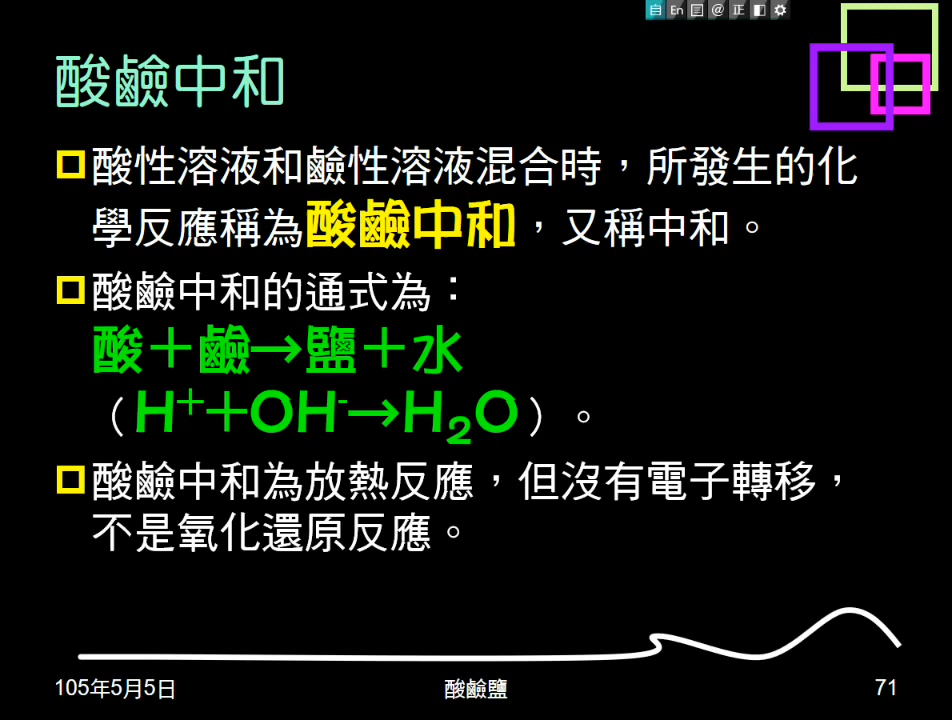 自 En @ 正
酸鹼中和
酸性溶液和鹼性溶液混合時，所發生的化
學反應稱為酸鹼中和，又稱中和。
酸鹼中和的通式為：
酸＋鹼→鹽＋水
（H⁺＋OH⁻→H₂O）。
酸鹼中和為放熱反應，但沒有電子轉移，
不是氧化還原反應。
105年5月5日
酸鹼鹽
71